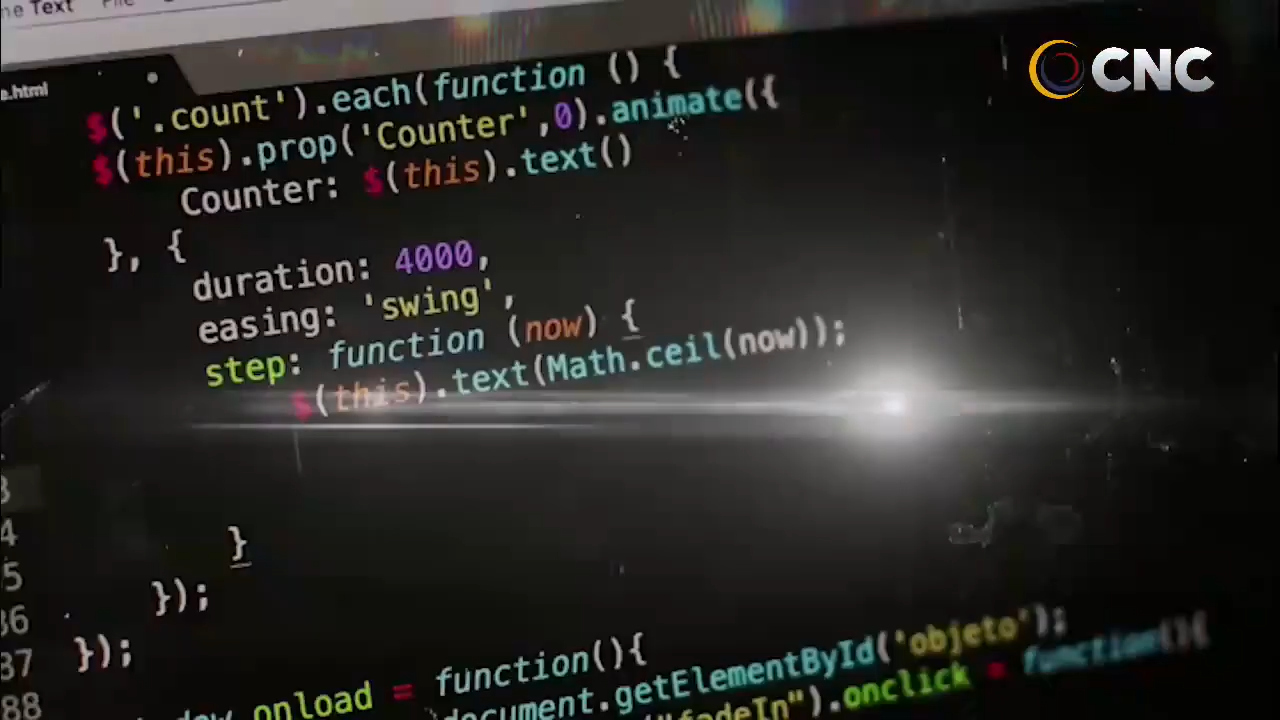 Text
CNC
e.html
$('.count').each(function () {
$(this).prop('Counter',0).animate({
Counter: $(this).text()
}, {
duration: 4000,
easing: 'swing',
step: function (now) {
$(this).text(Math.ceil(now));
}
});
});
onload = function(){
document.getElementById('objeto');
"fadeIn").onclick = function(){
3
4
5
36
37
88